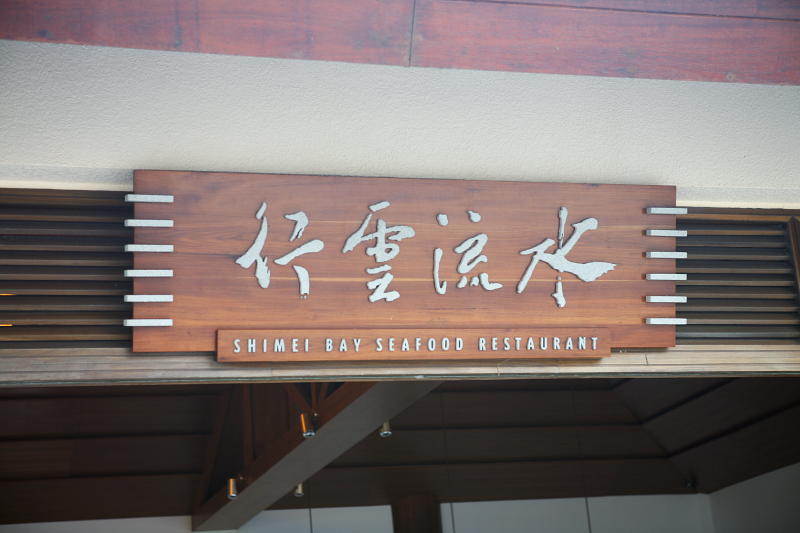 行雲流水
SHIMEI BAY SEAFOOD RESTAURANT